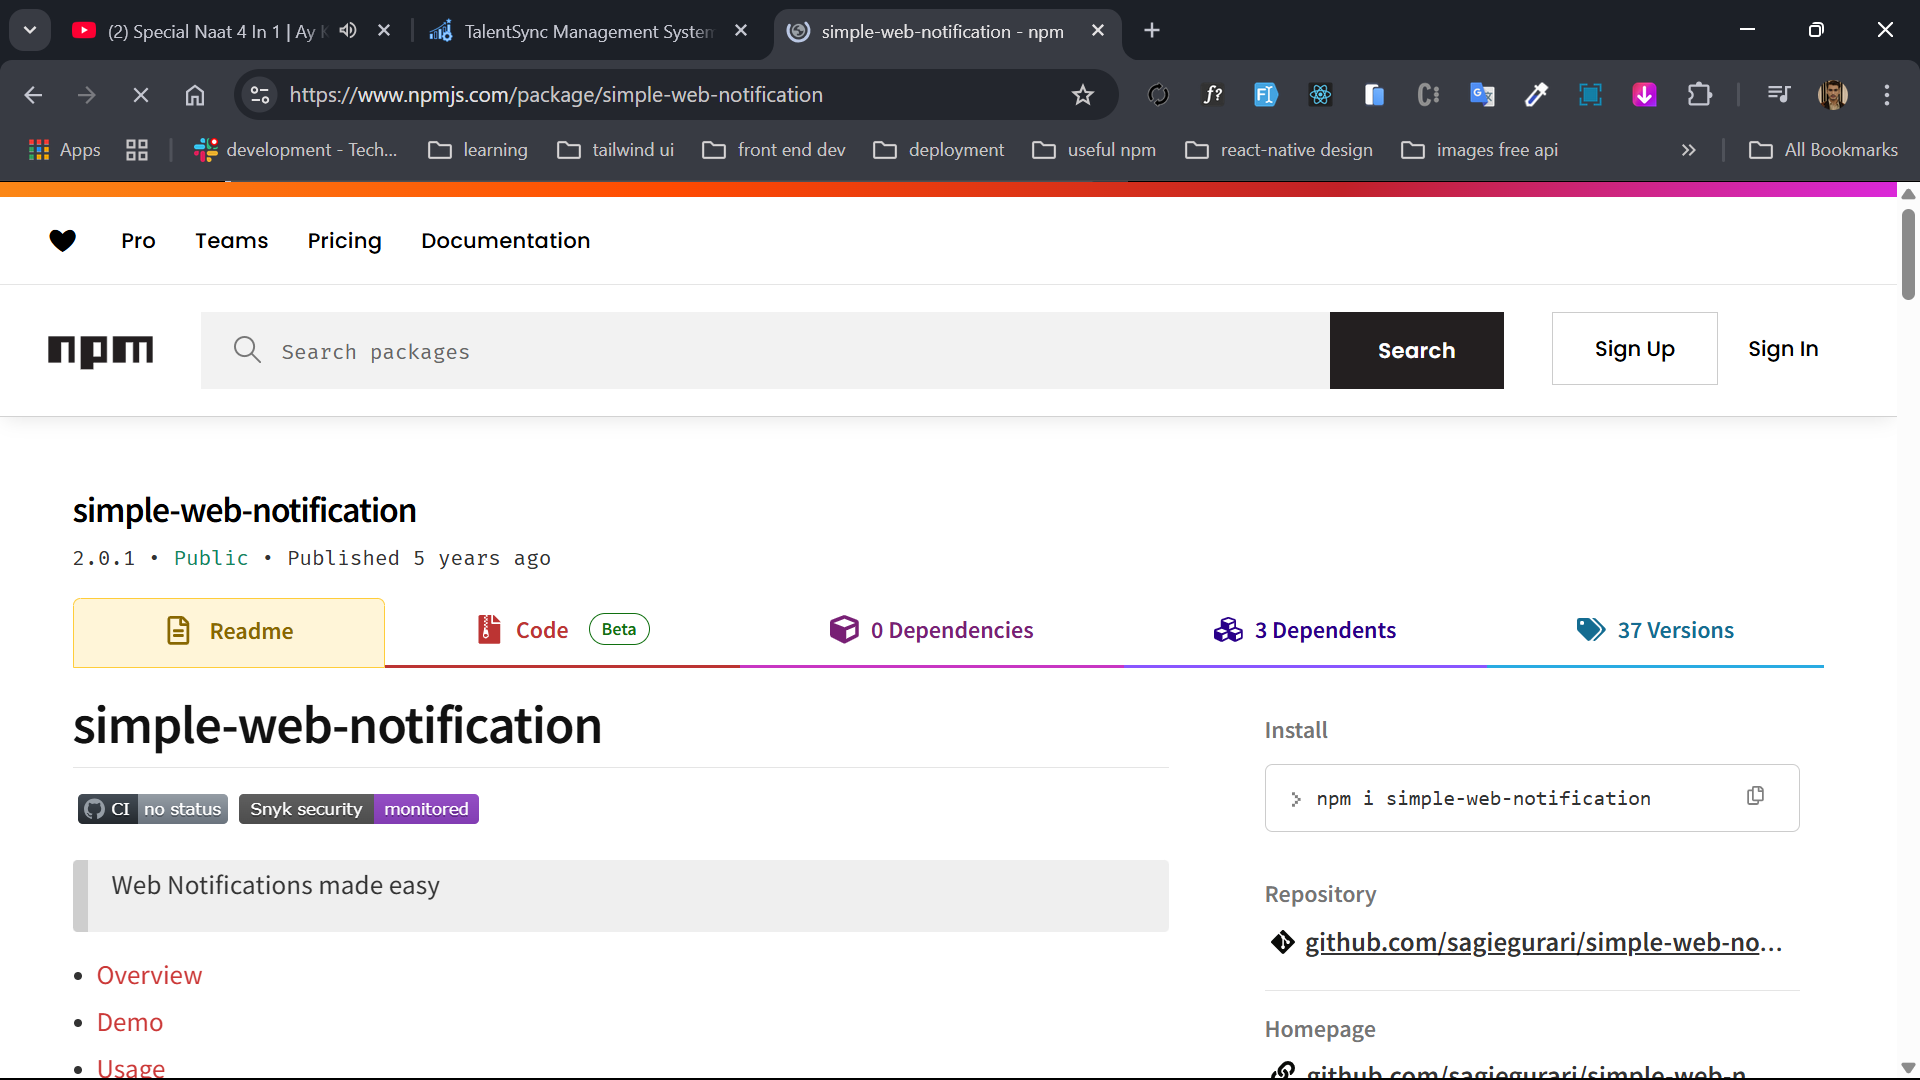 (2) Special Naat 4 In 1 | Ay
TalentSync Management System
simple-web-notification - npm
https://www.npmjs.com/package/simple-web-notification
Apps
development - Tech...
learning
tailwind ui
front end dev
deployment
useful npm
react-native design
images free api
All Bookmarks
Pro
Teams
Pricing
Documentation
npm
Search packages
Search
Sign Up
Sign In
simple-web-notification
2.0.1 • Public • Published 5 years ago
Readme
Code
Beta
0 Dependencies
3 Dependents
37 Versions
simple-web-notification
CI no status
Snyk security monitored
Web Notifications made easy
Overview
Demo
Usage
Install
npm i simple-web-notification
Repository
github.com/sagiegurari/simple-web-no...
Homepage
github.com/sagiegurari/simple-web-n